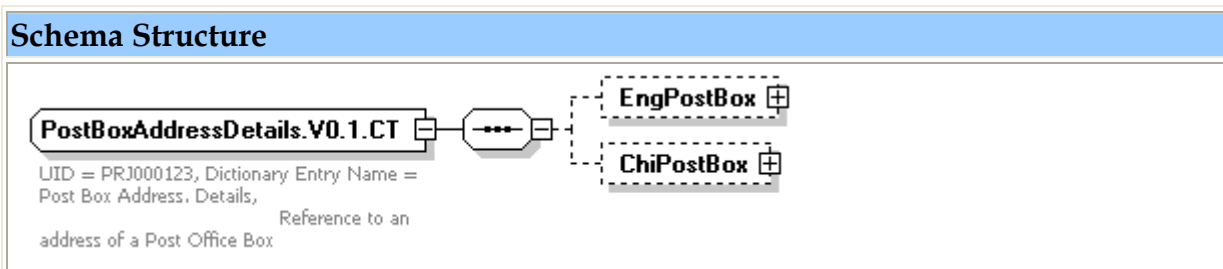 Schema Structure
EngPostBox
PostBoxAddressDetails.V0.1.CT
ChiPostBox
UID = PRJ000123, Dictionary Entry Name =
Post Box Address. Details,
Reference to an
address of a Post Office Box